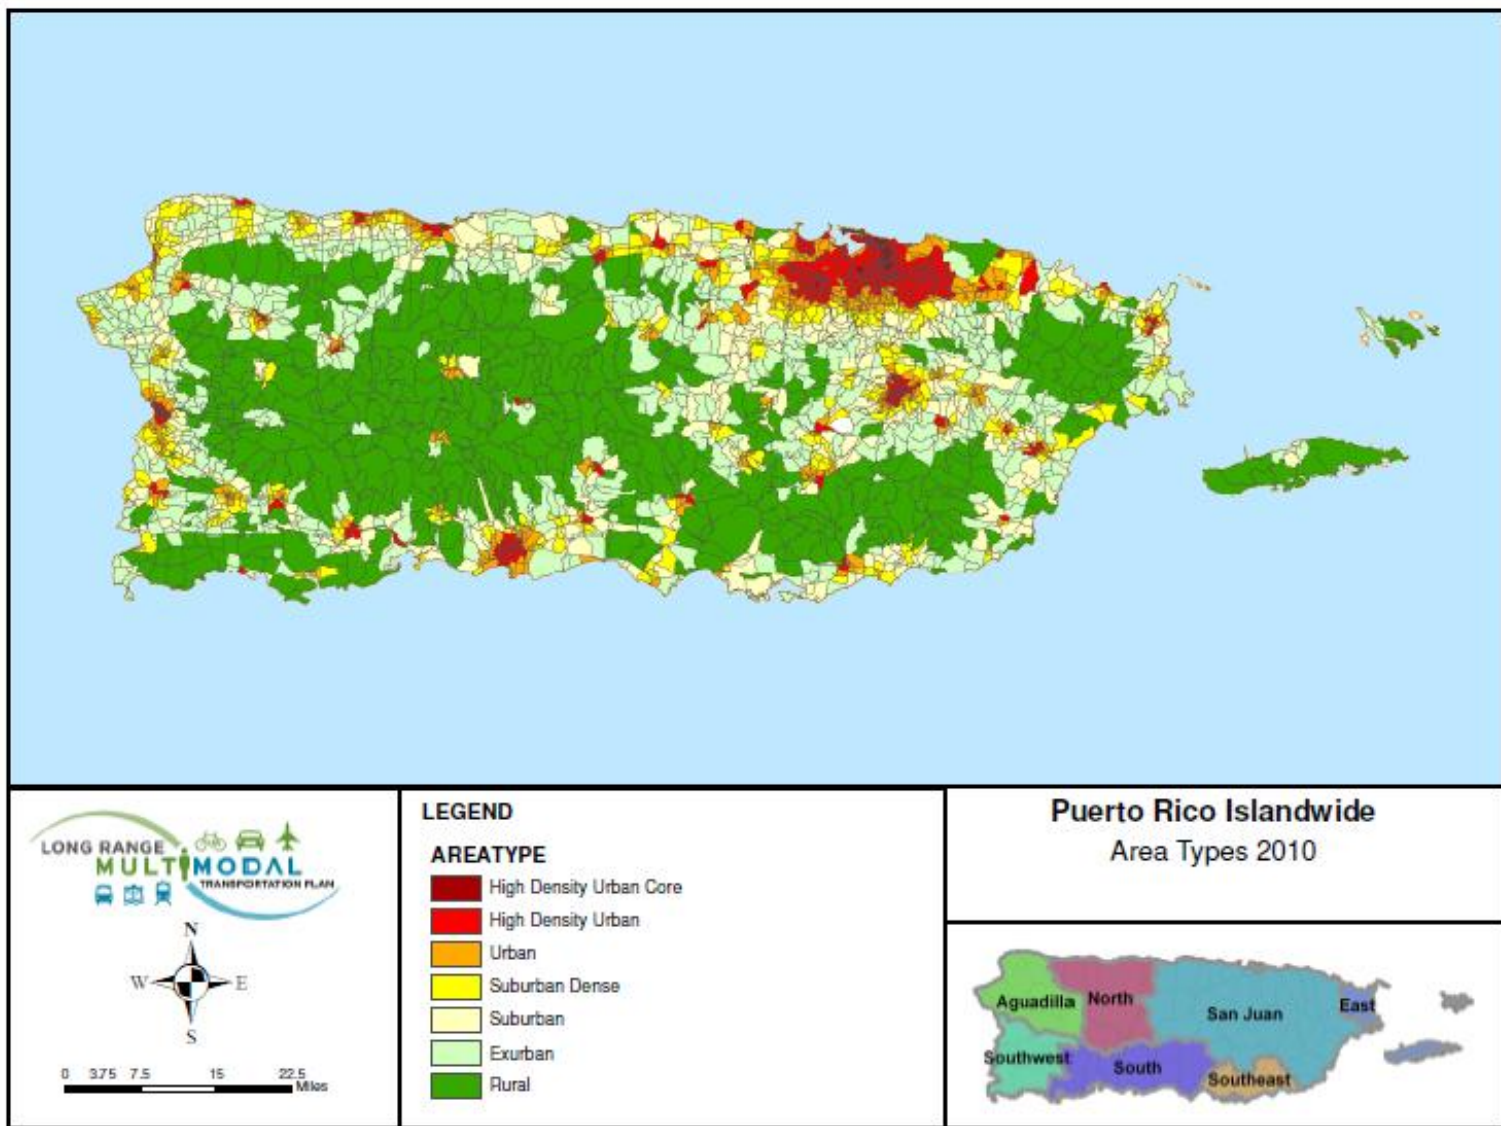 LONG RANGE
MULTIMODAL
TRANSPORTATION PLAN
N
W E
S
0 3.75 7.5 15 22.5
Miles
LEGEND
AREATYPE
High Density Urban Core
High Density Urban
Urban
Suburban Dense
Suburban
Exurban
Rural
Puerto Rico Islandwide
Area Types 2010
Aguadilla
North
San Juan
East
Southwest
South
Southeast